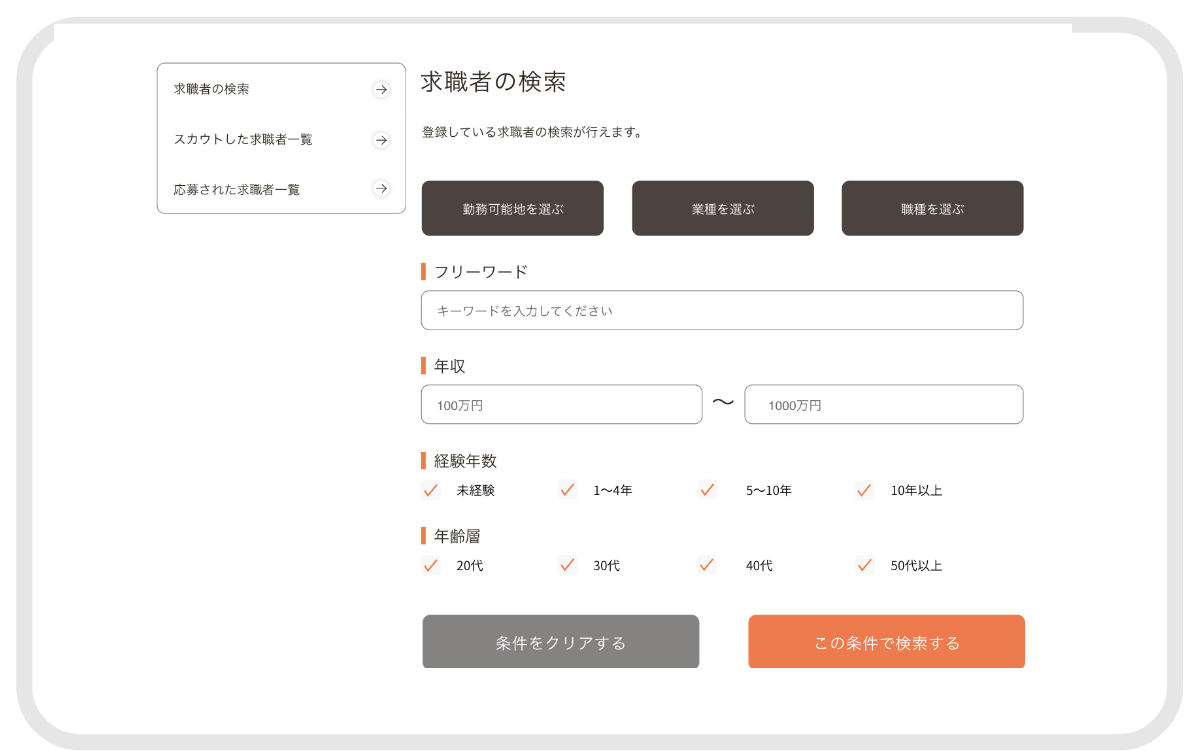 求職者の検索
スカウトした求職者一覧
応募された求職者一覧
求職者の検索
登録している求職者の検索が行えます。
勤務可能地を選ぶ 業種を選ぶ 職種を選ぶ
フリーワード
キーワードを入力してください
年収
100万円 〜 1000万円
経験年数
未経験 1〜4年 5〜10年 10年以上
年齢層
20代 30代 40代 50代以上
条件をクリアする この条件で検索する